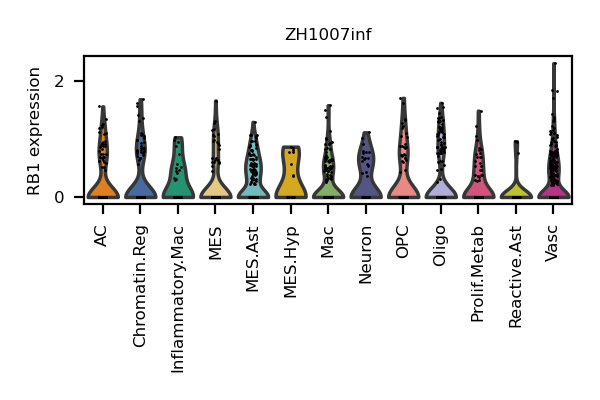 ZH1007inf
RB1 expression
2
0
AC
Chromatin.Reg
Inflammatory.Mac
MES
MES.Ast
MES.Hyp
Mac
Neuron
OPC
Oligo
Prolif.Metab
Reactive.Ast
Vasc